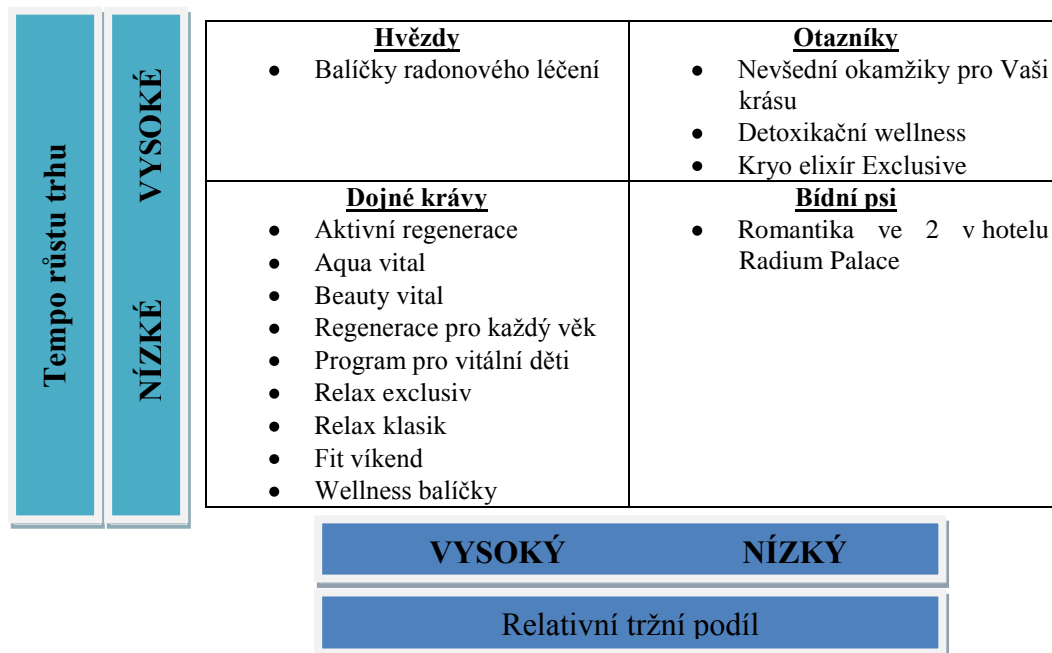 Tempo růstu trhu
VYSOKÉ
NÍZKÉ
Hvězdy
• Balíčky radonového léčení
Otazníky
• Nevšední okamžiky pro Vaši
krásu
• Detoxikační wellness
• Kryo elixír Exclusive
Dojné krávy
• Aktivní regenerace
• Aqua vital
• Beauty vital
• Regenerace pro každý věk
• Program pro vitální děti
• Relax exclusiv
• Relax klasik
• Fit víkend
• Wellness balíčky
Bídní psi
• Romantika ve 2 v hotelu
Radium Palace
VYSOKÝ NÍZKÝ
Relativní tržní podíl